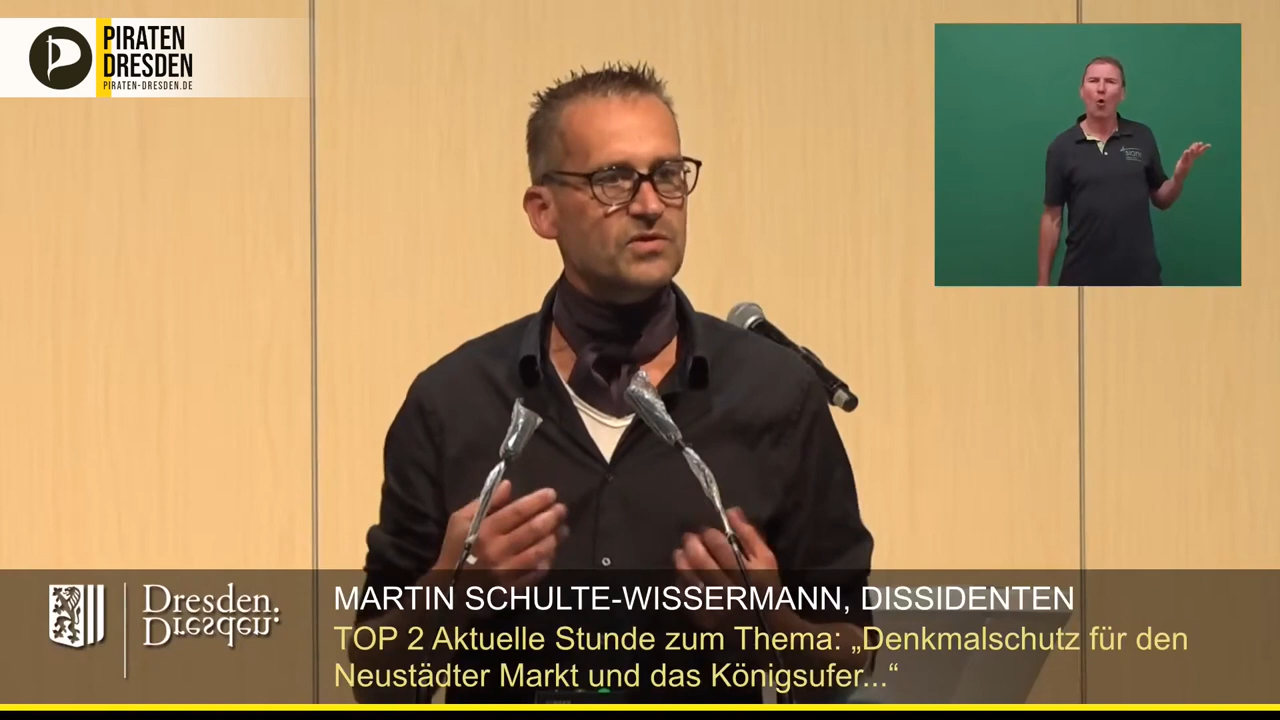 PIRATEN
DRESDEN
PIRATEN-DRESDEN.DE
Dresden.
Dresden.
MARTIN SCHULTE-WISSERMANN, DISSIDENTEN
TOP 2 Aktuelle Stunde zum Thema: „Denkmalschutz für den
Neustädter Markt und das Königsufer...“